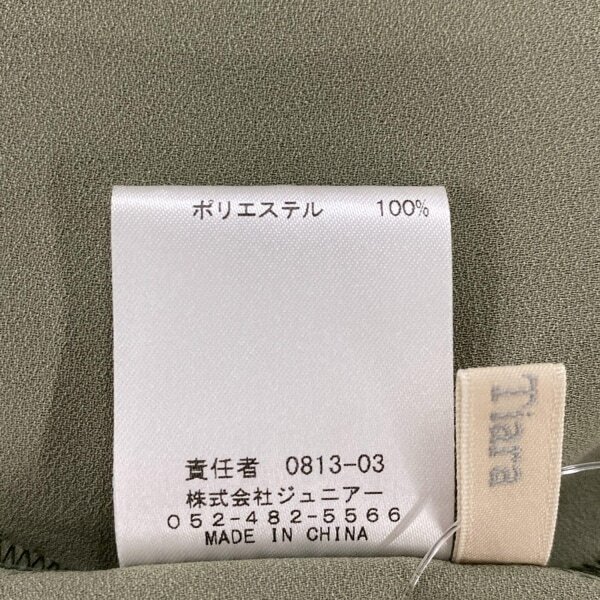 ポリエステル 100%
責任者 0813-03
株式会社ジュニアー
052-482-5566
MADE IN CHINA
Tiara